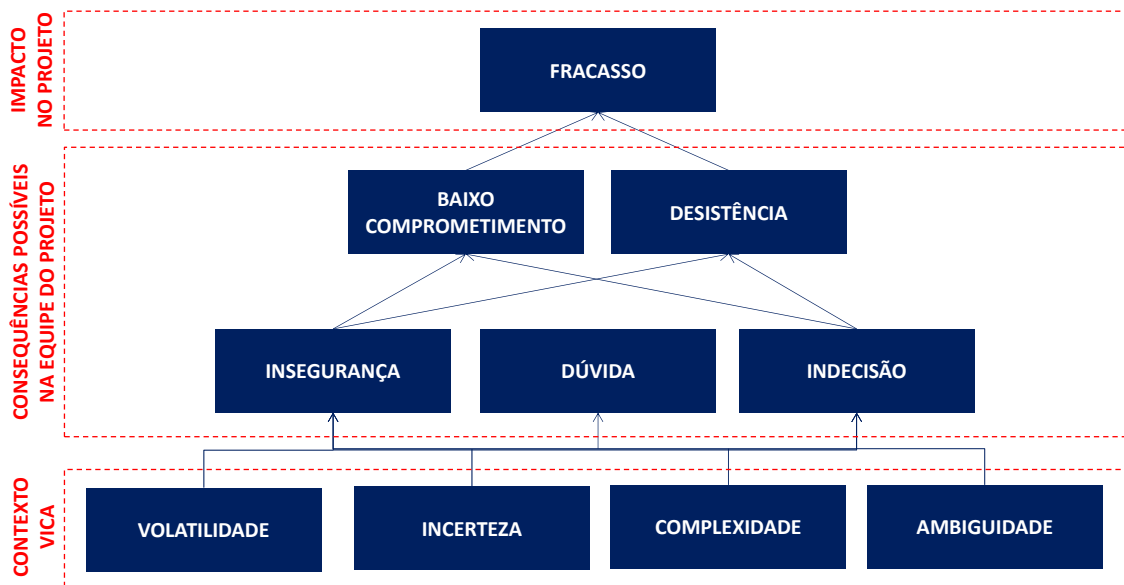 IMPACTO
NO PROJETO
FRACASSO
CONSEQUÊNCIAS POSSÍVEIS
NA EQUIPE DO PROJETO
BAIXO
COMPROMETIMENTO
DESISTÊNCIA
INSEGURANÇA
DÚVIDA
INDECISÃO
CONTEXTO
VICA
VOLATILIDADE
INCERTEZA
COMPLEXIDADE
AMBIGUIDADE